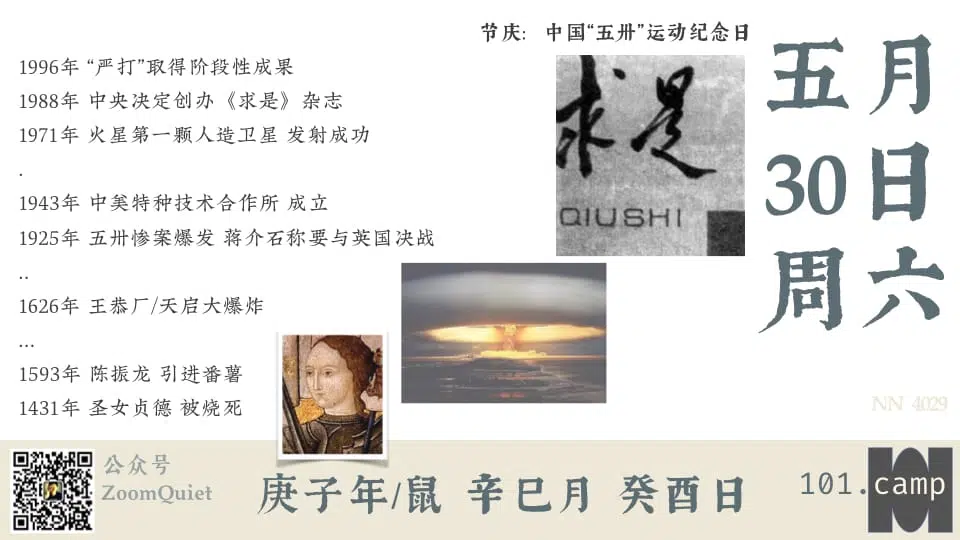 节庆: 中国“五卅”运动纪念日
1996年 “严打”取得阶段性成果
1988年 中央决定创办《求是》杂志
1971年 火星第一颗人造卫星 发射成功
.
1943年 中美特种技术合作所 成立
1925年 五卅惨案爆发 蒋介石称要与英国决战
..
1626年 王恭厂/天启大爆炸
...
1593年 陈振龙 引进番薯
1431年 圣女贞德 被烧死
求是
QIUSHI
五月
30日
周六
NN 4029
公众号
ZoomQuiet
庚子年/鼠 辛巳月 癸酉日
101.camp